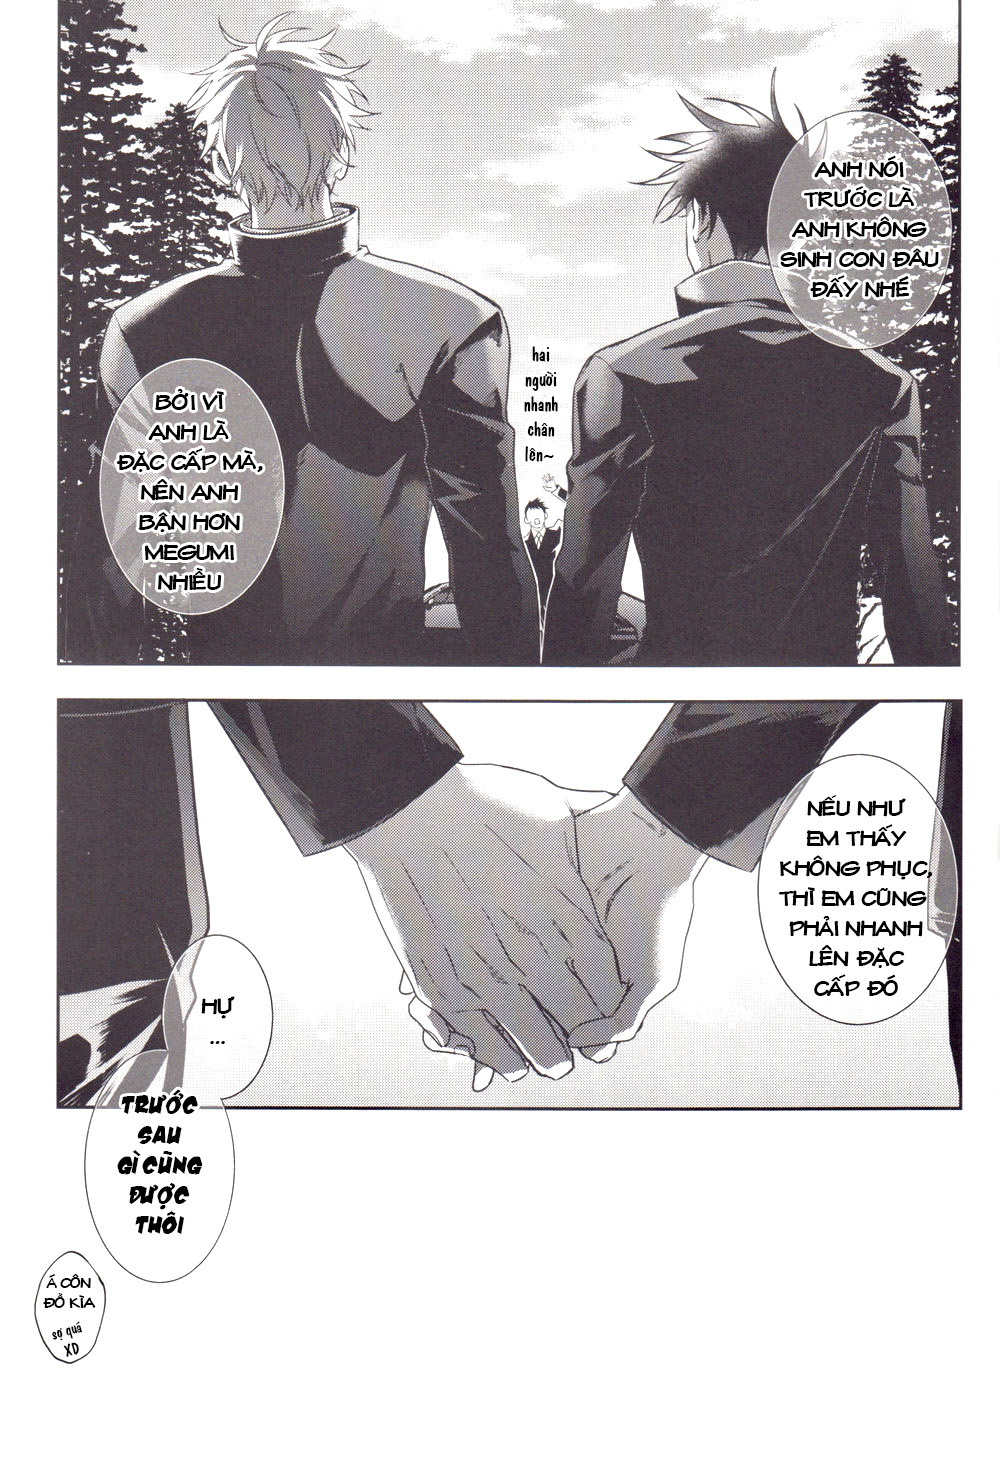 ANH NÓI
TRƯỚC LÀ
ANH KHÔNG
SINH CON ĐÂU
ĐẤY NHÉ
hai
người
nhanh
chân
lên~
BỞI VÌ
ANH LÀ
ĐẶC CẤP MÀ,
NÊN ANH
BẬN HƠN
MEGUMI
NHIỀU
NẾU NHƯ
EM THẤY
KHÔNG PHỤC,
THÌ EM CŨNG
PHẢI NHANH
LÊN ĐẶC
CẤP ĐÓ
HỰ
...
TRƯỚC
SAU
GÌ CŨNG
ĐƯỢC
THÔI
Á CÔN
ĐỒ KÌA
sợ quá
XD